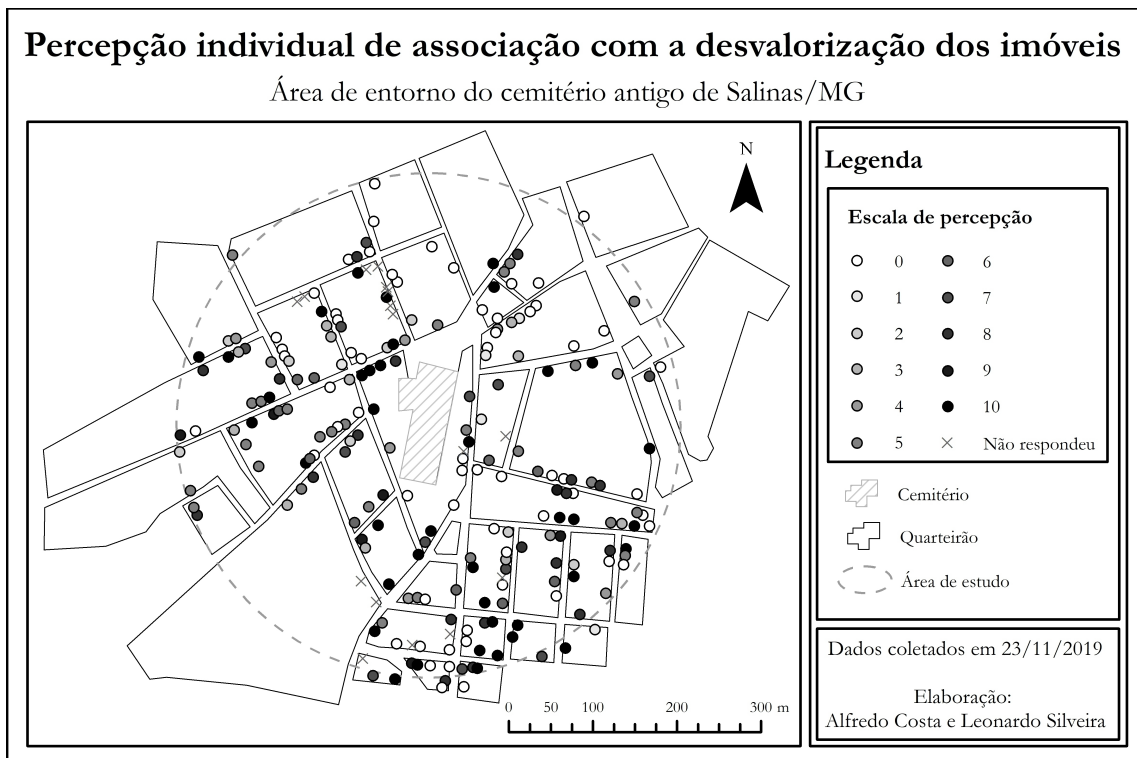 Percepção individual de associação com a desvalorização dos imóveis
Área de entorno do cemitério antigo de Salinas/MG
N
0 50 100 200 300 m
Legenda
Escala de percepção
0 6
1 7
2 8
3 9
4 10
5 Não respondeu
Cemitério
Quarteirão
Área de estudo
Dados coletados em 23/11/2019
Elaboração:
Alfredo Costa e Leonardo Silveira